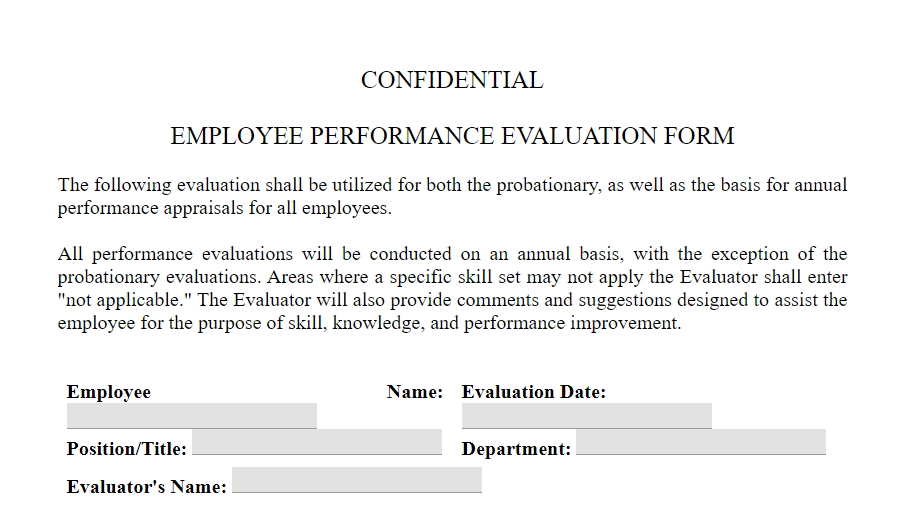 CONFIDENTIAL
EMPLOYEE PERFORMANCE EVALUATION FORM
The following evaluation shall be utilized for both the probationary, as well as the basis for annual
performance appraisals for all employees.
All performance evaluations will be conducted on an annual basis, with the exception of the
probationary evaluations. Areas where a specific skill set may not apply the Evaluator shall enter
"not applicable." The Evaluator will also provide comments and suggestions designed to assist the
employee for the purpose of skill, knowledge, and performance improvement.
Employee Name: Evaluation Date:
Position/Title: Department:
Evaluator's Name: